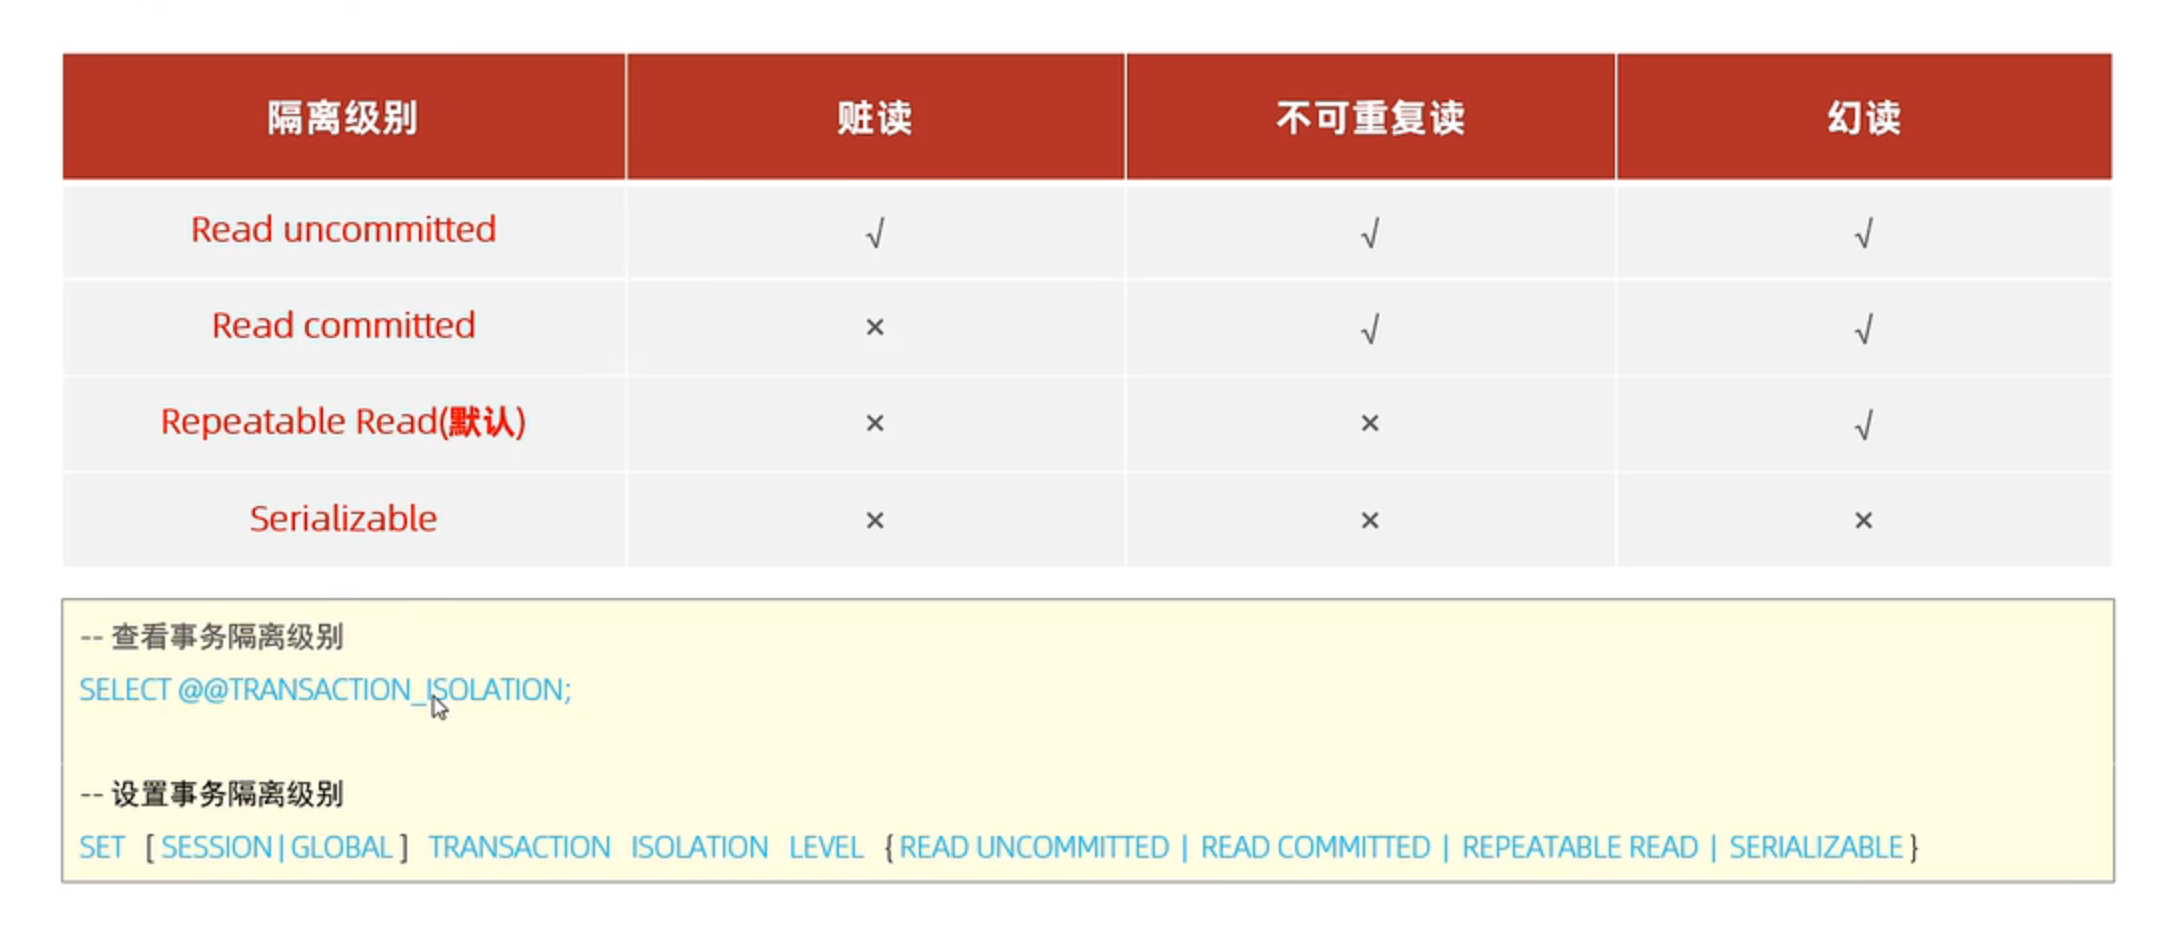 隔离级别 脏读 不可重复读 幻读
Read uncommitted √ √ √
Read committed × √ √
Repeatable Read(默认) × × √
Serializable × × ×
-- 查看事务隔离级别
SELECT @@TRANSACTION_ISOLATION;
-- 设置事务隔离级别
SET [ SESSION | GLOBAL ] TRANSACTION ISOLATION LEVEL { READ UNCOMMITTED | READ COMMITTED | REPEATABLE READ | SERIALIZABLE }